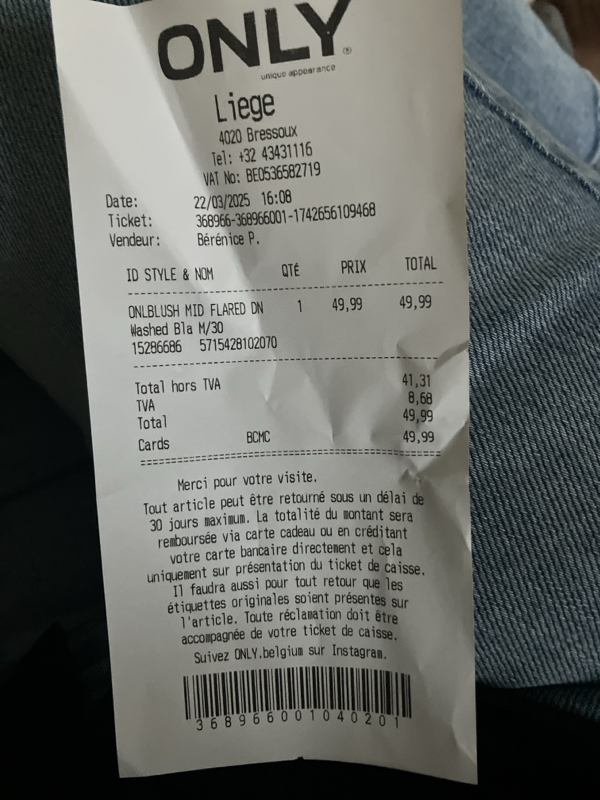 ONLY®
unique appearance
Liege
4020 Bressoux
Tel: +32 43431116
VAT No: BE0536582719
Date: 22/03/2025 16:08
Ticket: 368966-368966001-1742656109468
Vendeur: Bérénice P.
ID STYLE & NOM QTÉ PRIX TOTAL
ONLBLUSH MID FLARED DN 1 49,99 49,99
Washed Bla M/30
15286686 5715428102070
Total hors TVA 41,31
TVA 8,68
Total 49,99
Cards BCMC 49,99
Merci pour votre visite.
Tout article peut être retourné sous un délai de
30 jours maximum. La totalité du montant sera
remboursée via carte cadeau ou en créditant
votre carte bancaire directement et cela
uniquement sur présentation du ticket de caisse.
Il faudra aussi pour tout retour que les
étiquettes originales soient présentes sur
l'article. Toute réclamation doit être
accompagnée de votre ticket de caisse.
Suivez ONLY.belgium sur Instagram.
368966001040201